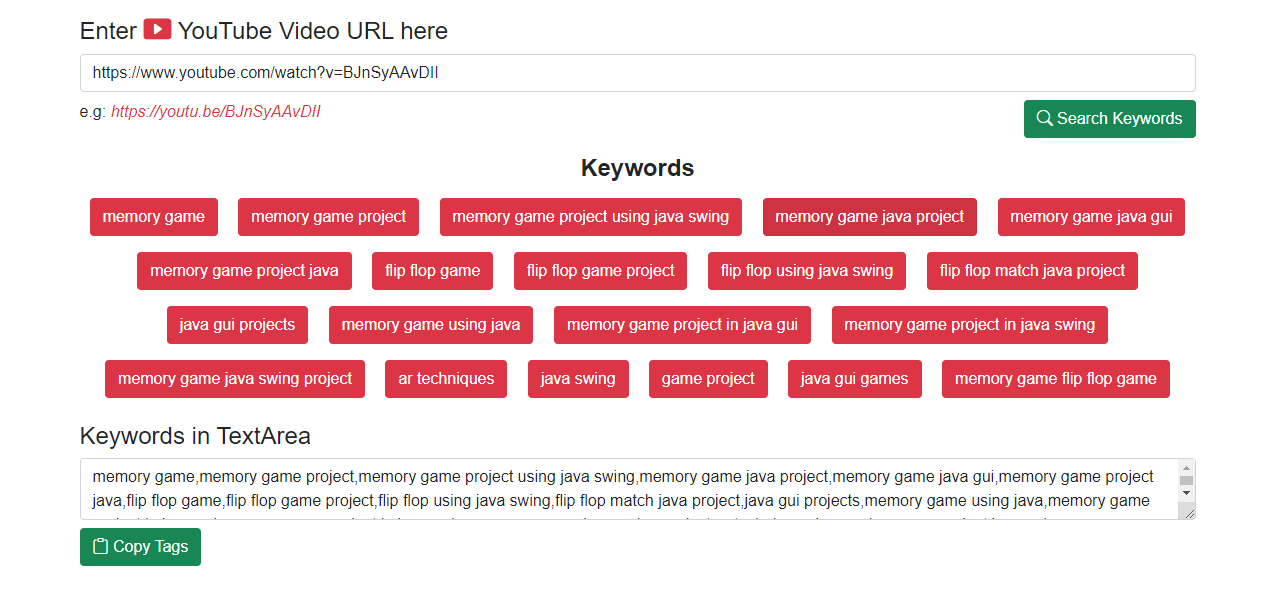 Enter YouTube Video URL here
https://www.youtube.com/watch?v=BJnSyAAvDII
e.g: https://youtu.be/BJnSyAAvDII
Search Keywords
Keywords
memory game memory game project memory game project using java swing memory game java project memory game java gui
memory game project java flip flop game flip flop game project flip flop using java swing flip flop match java project
java gui projects memory game using java memory game project in java gui memory game project in java swing
memory game java swing project ar techniques java swing game project java gui games memory game flip flop game
Keywords in TextArea
memory game,memory game project,memory game project using java swing,memory game java project,memory game java gui,memory game project
java,flip flop game,flip flop game project,flip flop using java swing,flip flop match java project,java gui projects,memory game using java,memory game
Copy Tags